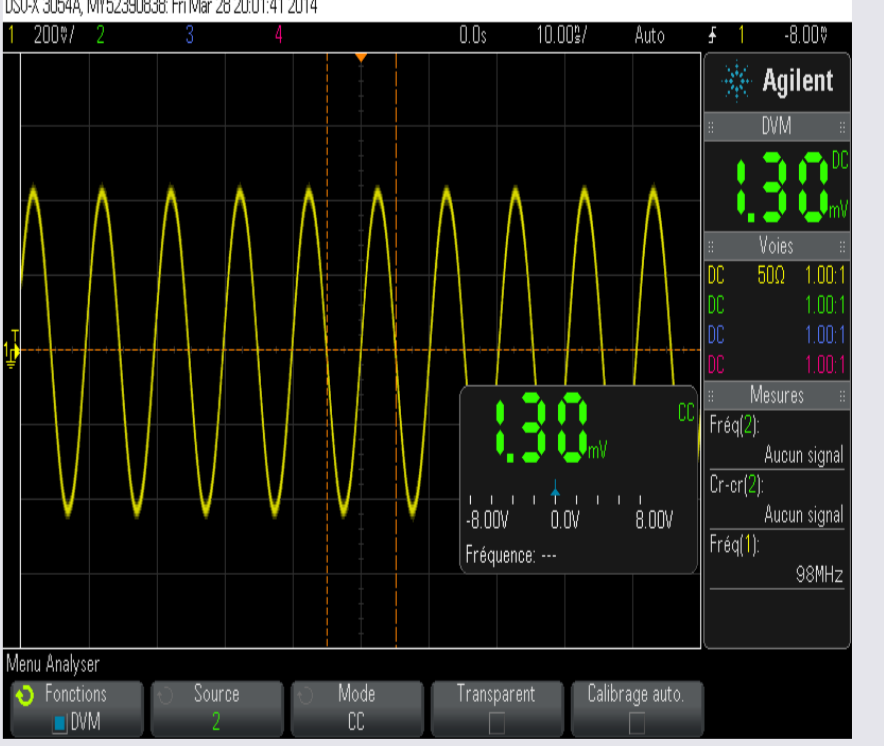 DSO-X 3054A, MY52390838: Fri Mar 28 20:01:41 2014
1 200mV/ 2 3 4 0.0s 10.00ns/ Auto 1 -8.00mV
Agilent
DVM
1.30 DC mV
Voies
DC 50Ω 1.00:1
DC 1.00:1
DC 1.00:1
DC 1.00:1
Mesures
Fréq(2):
Aucun signal
Cr-cr(2):
Aucun signal
Fréq(1):
98MHz
T
1
1.30 mV CC
-8.00V 0.0V 8.00V
Fréquence: ---
Menu Analyser
Fonctions Source Mode Transparent Calibrage auto.
DVM 2 CC